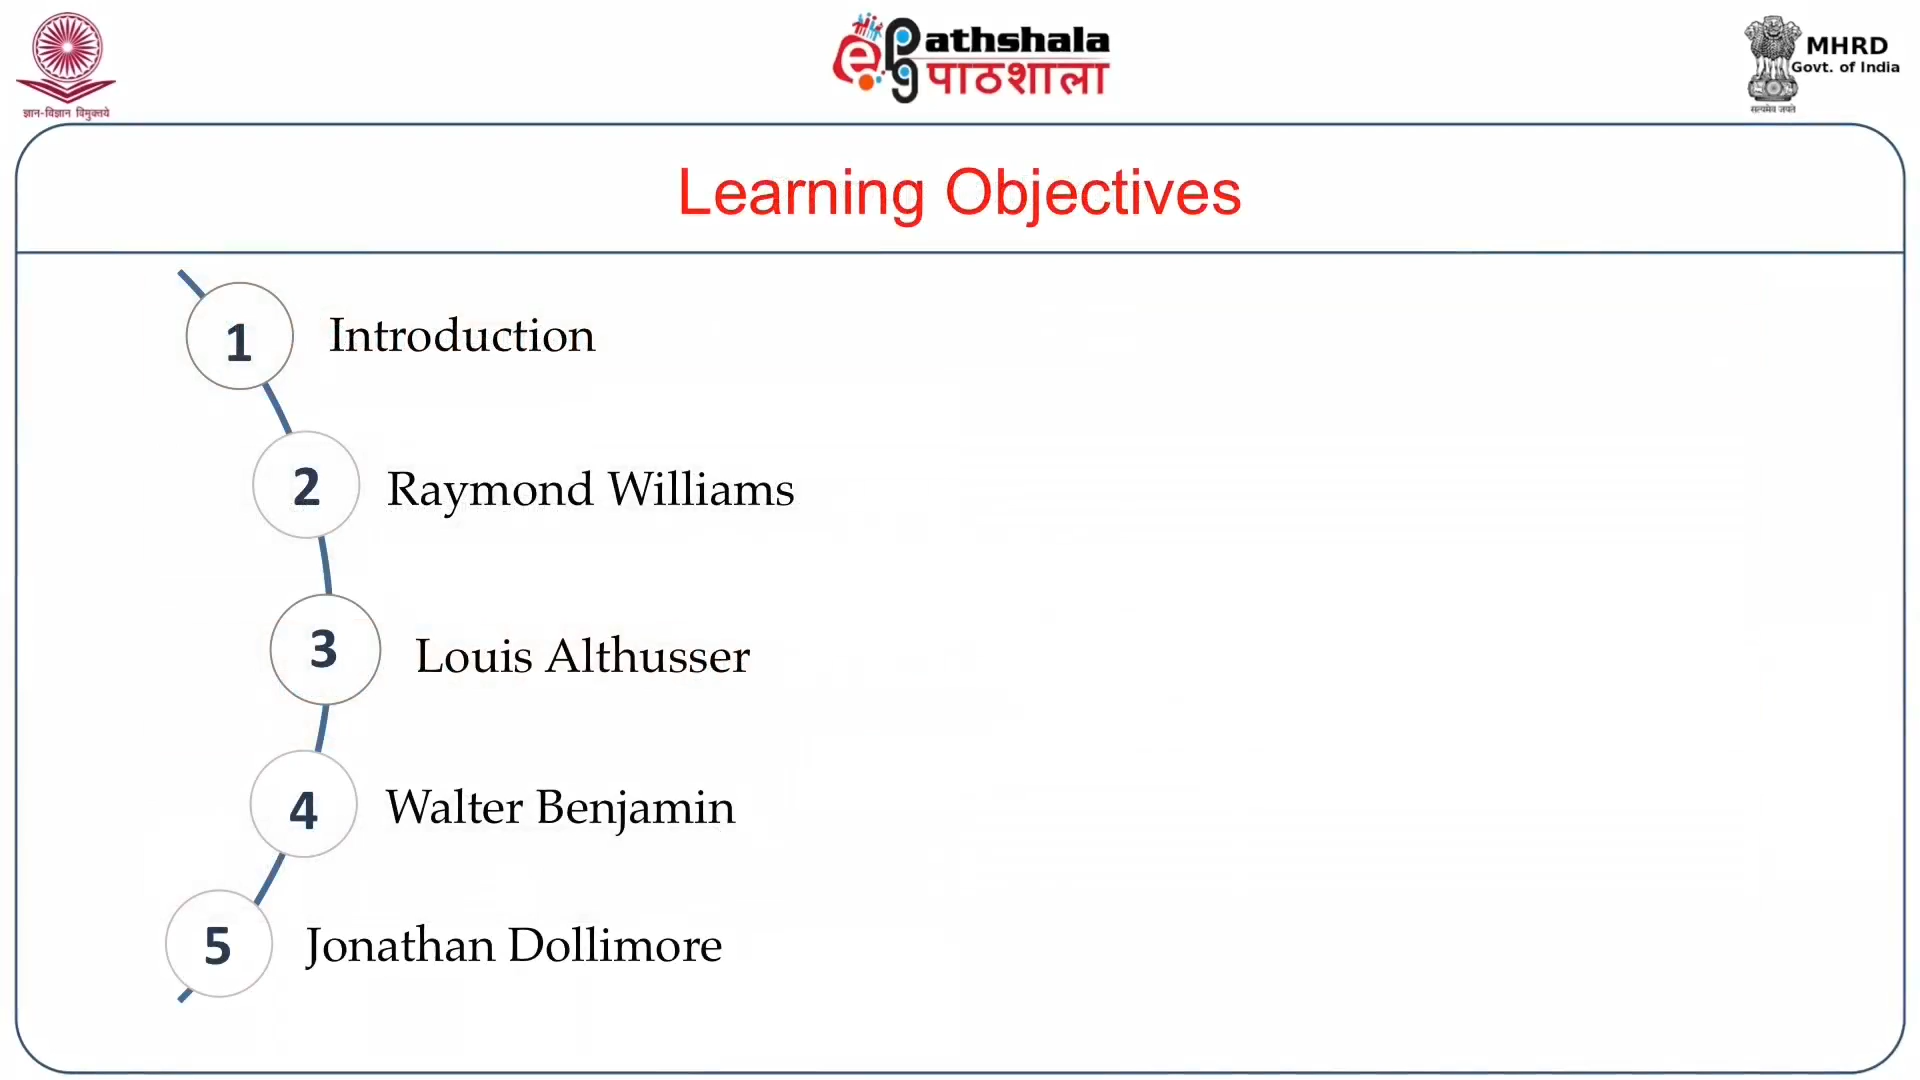 ज्ञान-विज्ञान विमुक्तये
ePathshala
पाठशाला
MHRD
Govt. of India
सत्यमेव जयते
Learning Objectives
1 Introduction
2 Raymond Williams
3 Louis Althusser
4 Walter Benjamin
5 Jonathan Dollimore